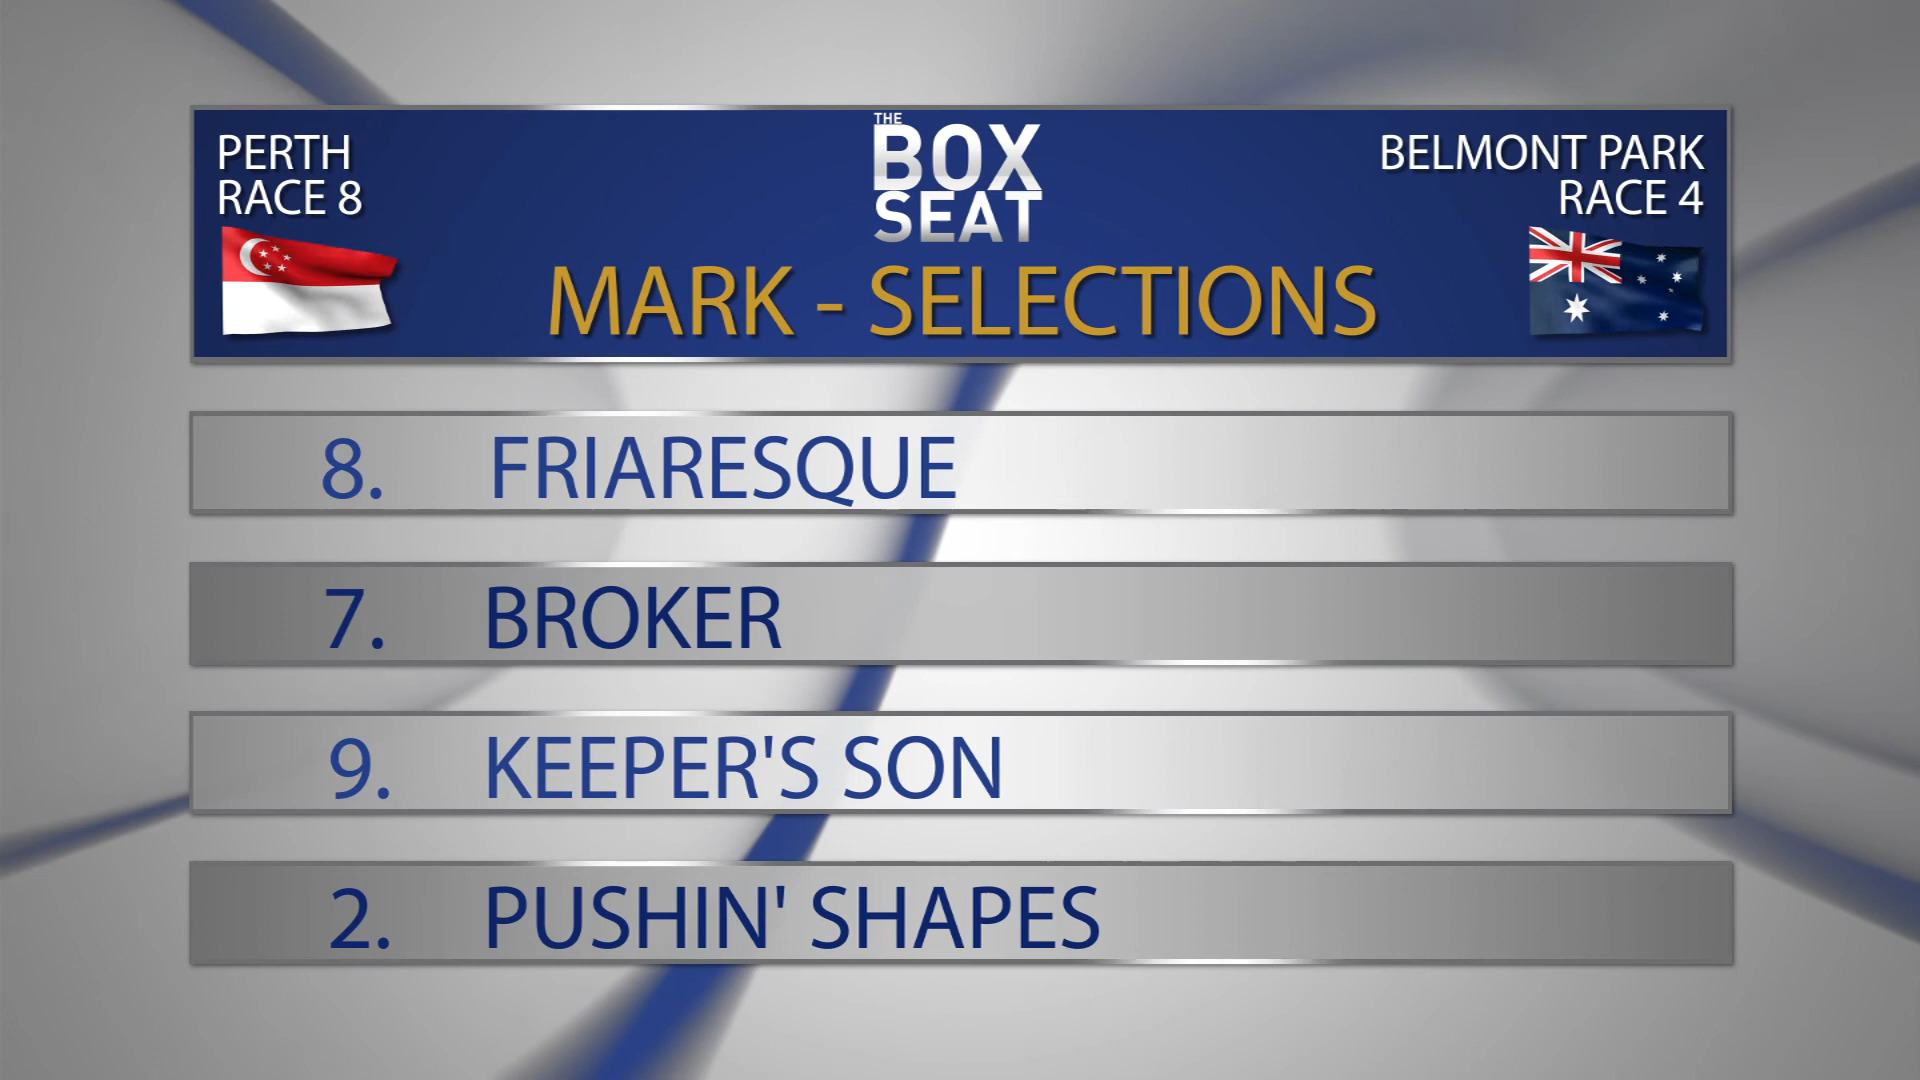 PERTH
RACE 8
THE
BOX
SEAT
BELMONT PARK
RACE 4
MARK - SELECTIONS
8. FRIARESQUE
7. BROKER
9. KEEPER'S SON
2. PUSHIN' SHAPES